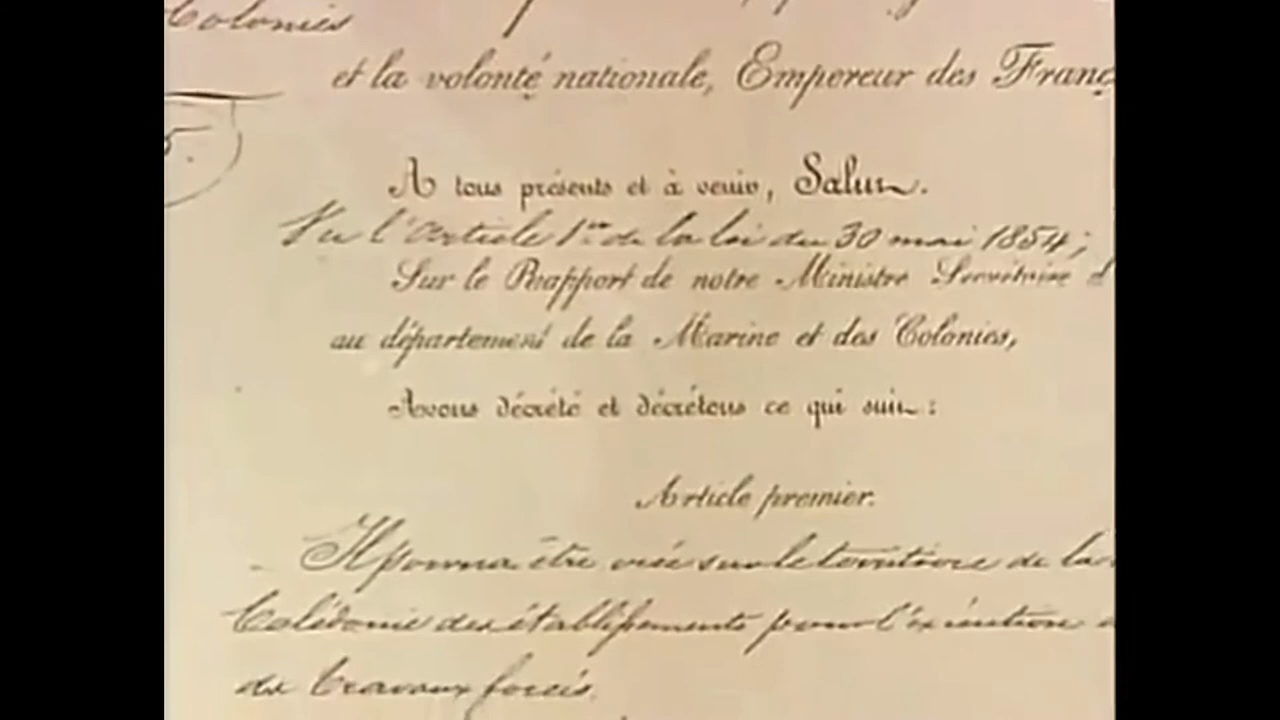 Colonies
et la volonté nationale, Empereur des Franç
5.
A tous présents et à venir, Salut.
Vu l'Article 1er de la loi du 30 mai 1854;
Sur le Rapport de notre Ministre Secrétaire d
au département de la Marine et des Colonies,
Avons décrété et décrétons ce qui suit :
Article premier.
Il pourra être créé sur le territoire de la
Calédonie des établissements pour l'exécution
de travaux forcés.